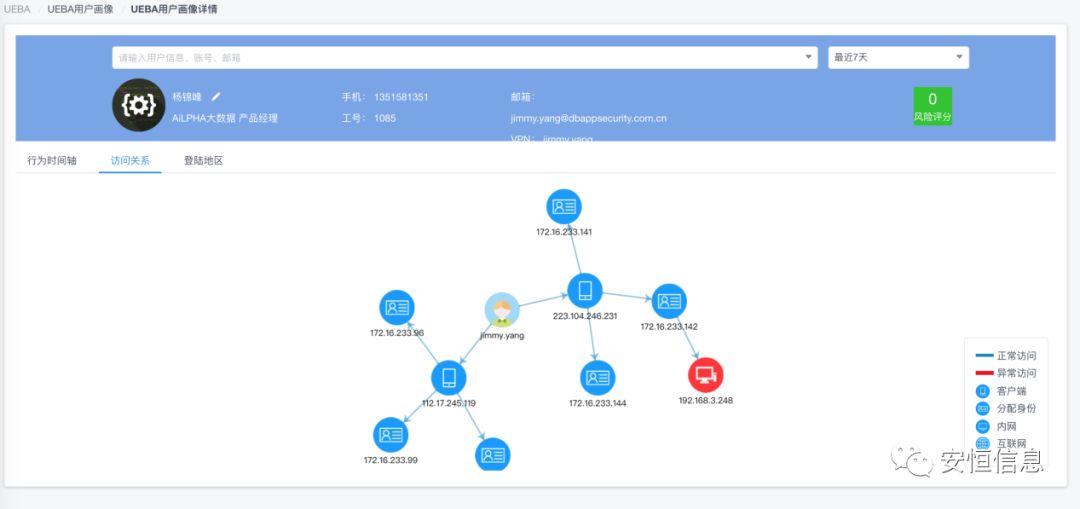 UEBA / UEBA用户画像 / UEBA用户画像详情
请输入用户信息、账号、邮箱
最近7天
杨锦峰
手机： 1351581351
邮箱：
0
AiLPHA大数据 产品经理
工号： 1085
jimmy.yang@dbappsecurity.com.cn
风险评分
VPN： jimmy.yang
行为时间轴
访问关系
登陆地区
172.16.233.141
223.104.246.231
172.16.233.142
172.16.233.96
jimmy.yang
112.17.245.119
172.16.233.144
192.168.3.248
172.16.233.99
正常访问
异常访问
客户端
分配身份
内网
互联网
安恒信息